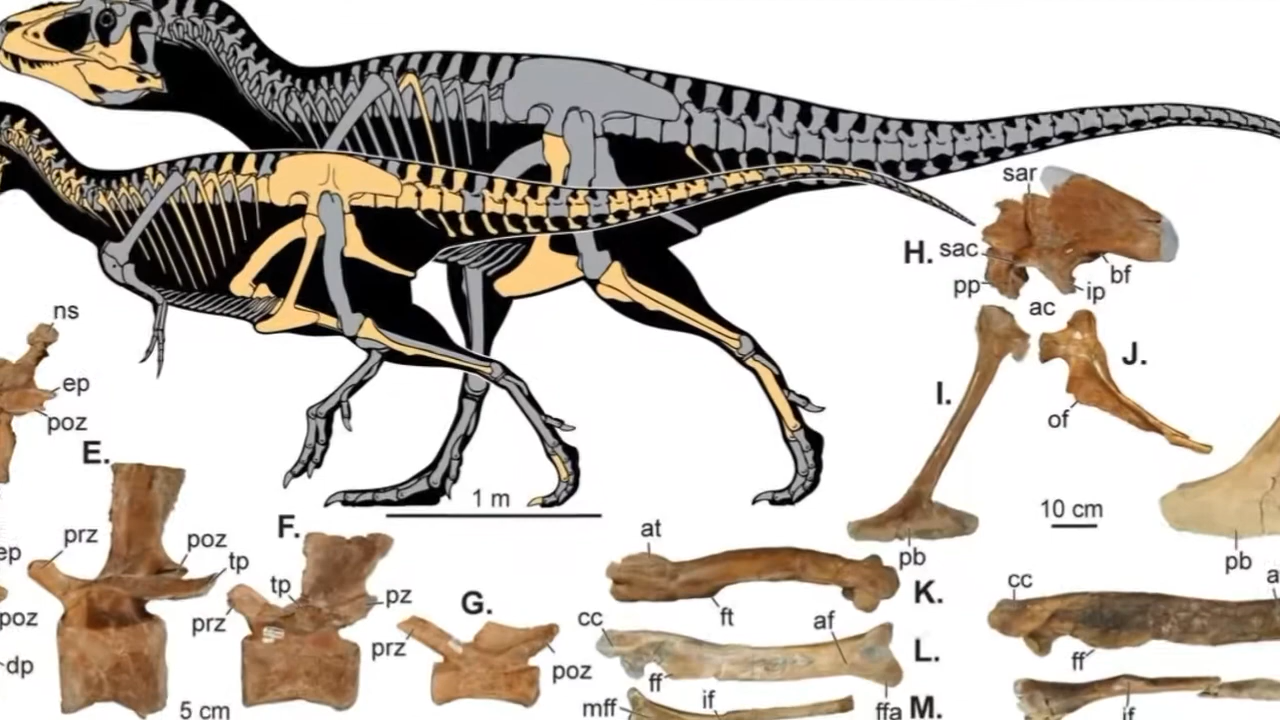 sar
H.
sac
pp
bf
ip
ac
ns
ep
poz
J.
I.
of
E.
1 m
10 cm
F.
prz
poz
tp
at
pb
pb
ep
tp
pz
K.
cc
G.
prz
ft
cc
af
poz
prz
L.
dp
poz
ff
ff
5 cm
mff
if
ffa
M.
if